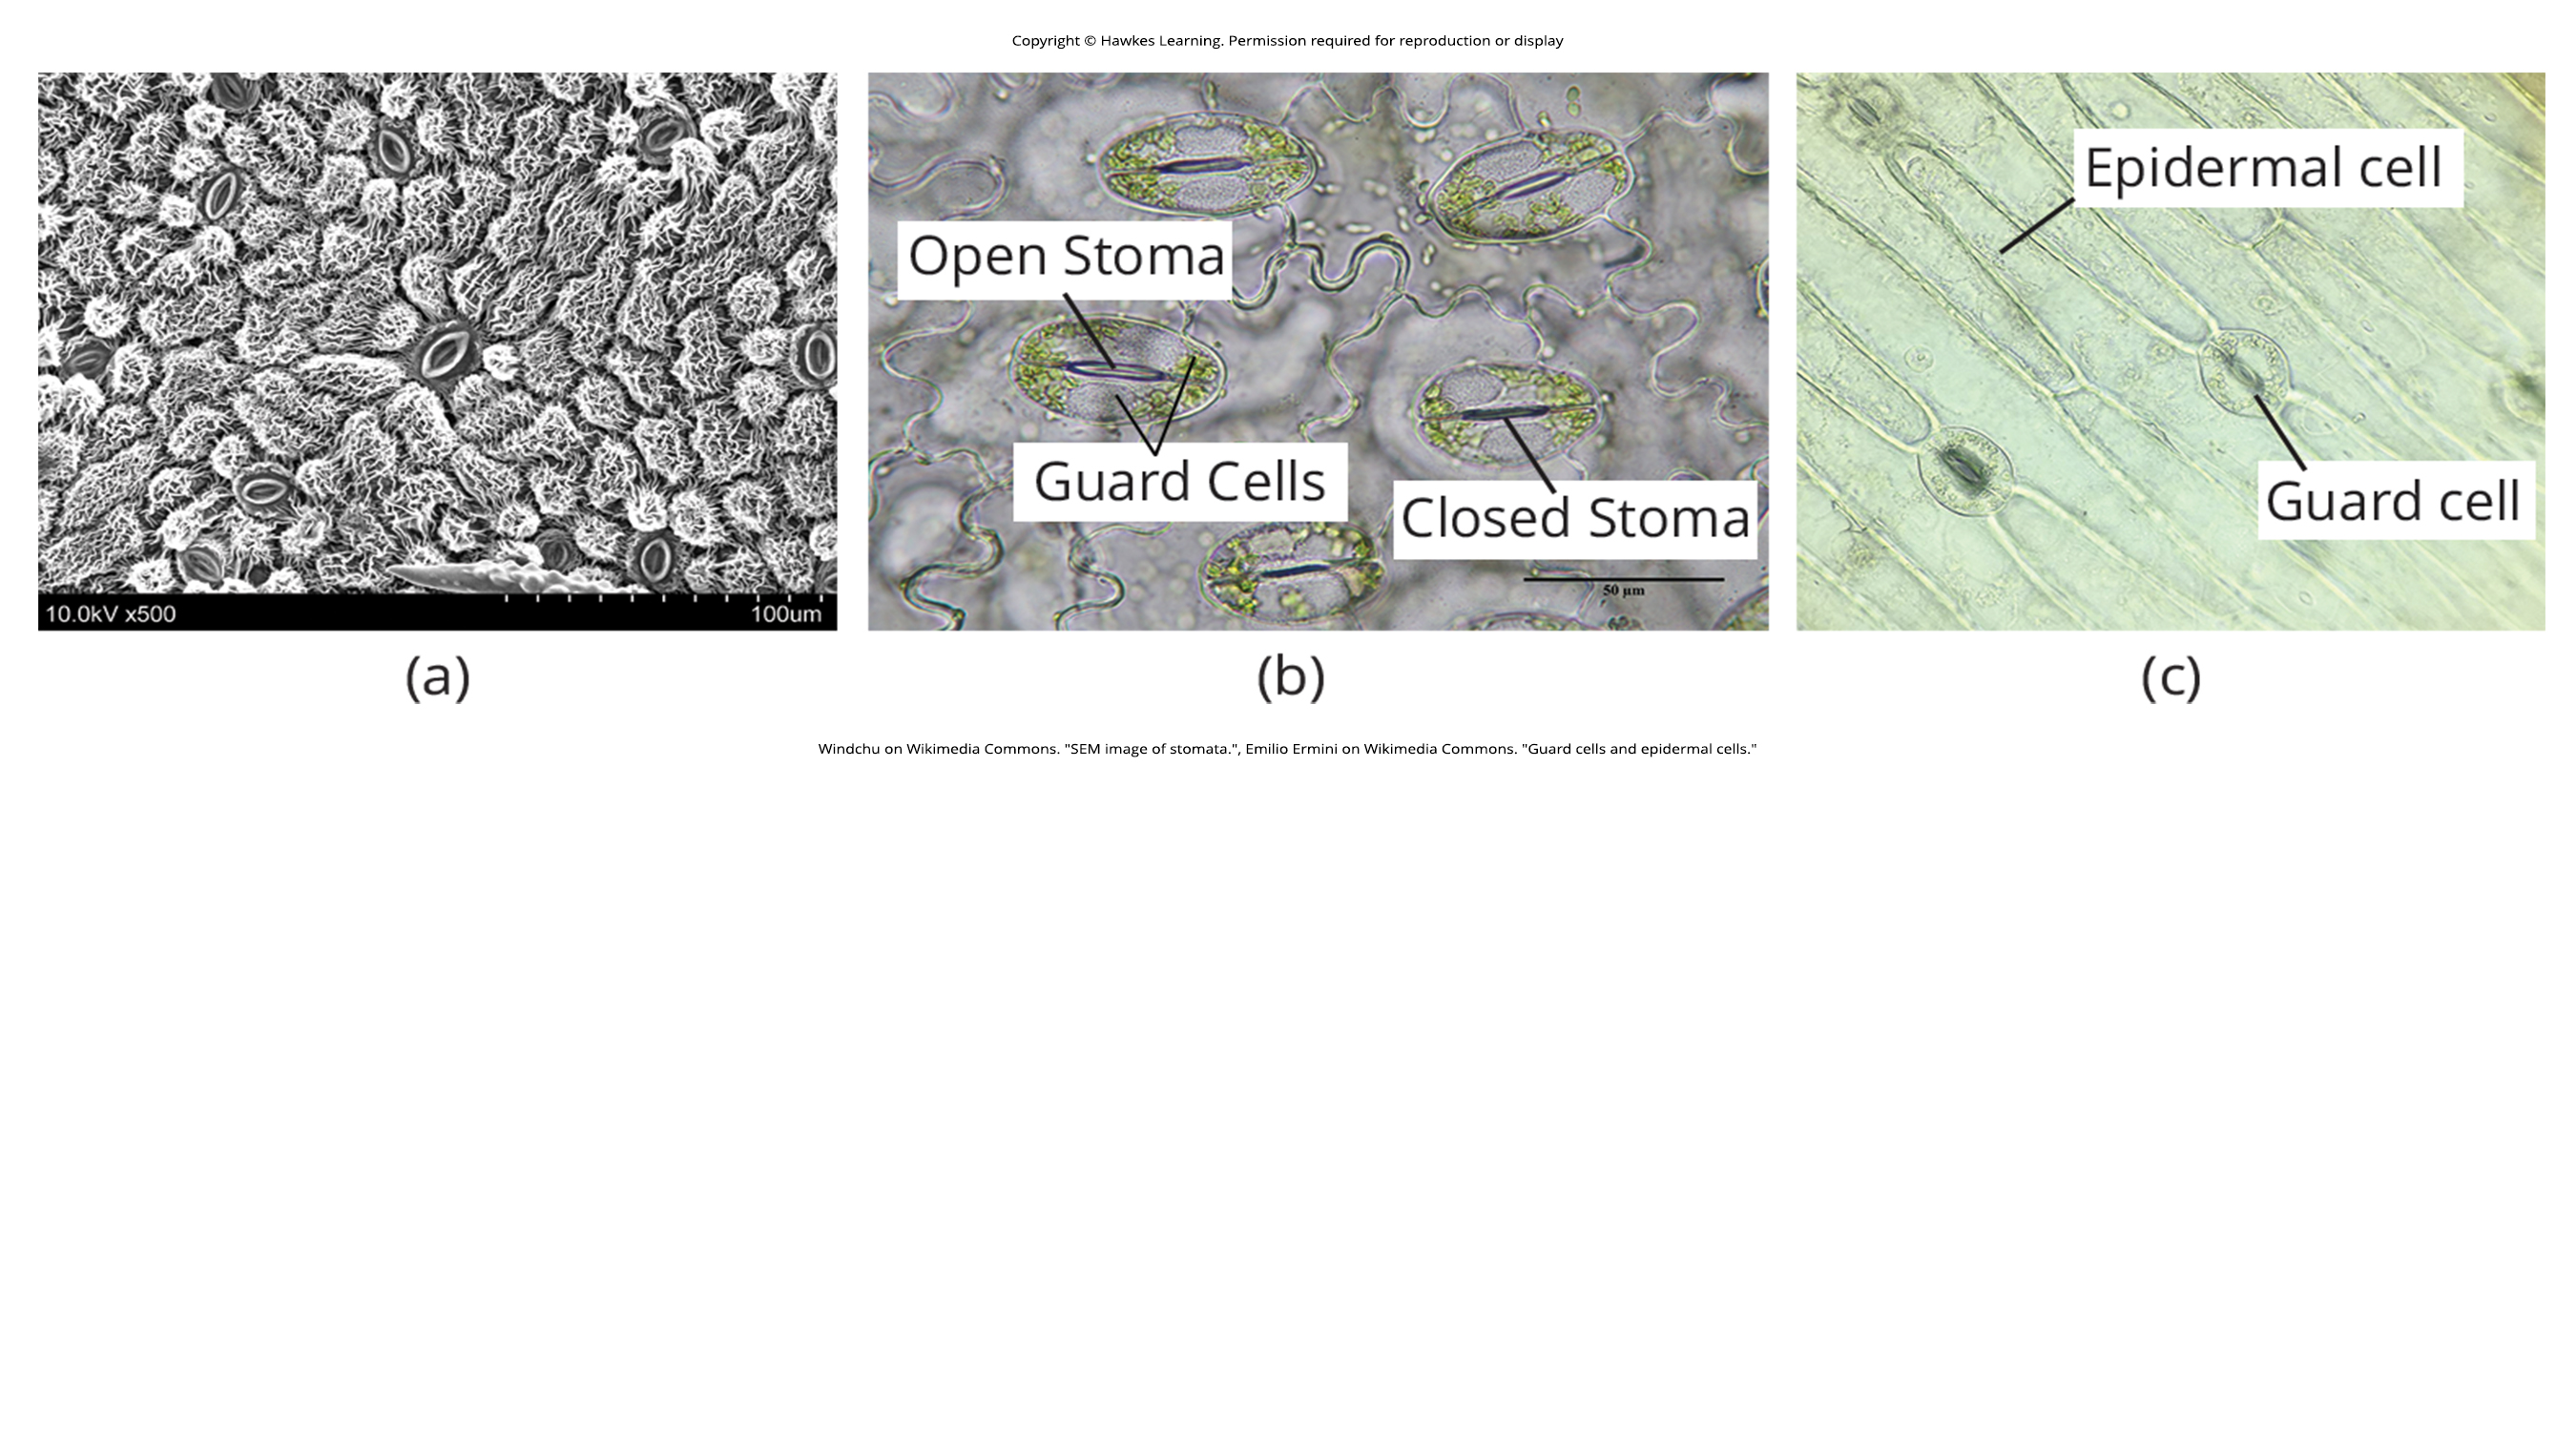 Copyright © Hawkes Learning. Permission required for reproduction or display
10.0kV x500
100um
(a)
Open Stoma
Guard Cells
Closed Stoma
50 µm
(b)
Epidermal cell
Guard cell
(c)
Windchu on Wikimedia Commons. "SEM image of stomata.", Emilio Ermini on Wikimedia Commons. "Guard cells and epidermal cells."